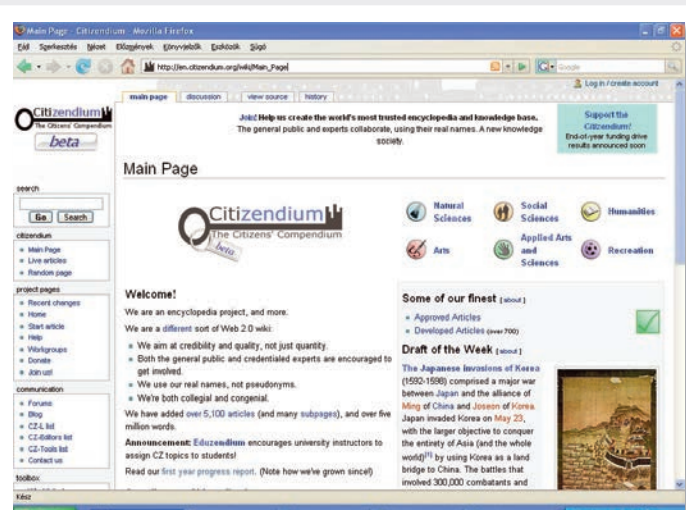 Main Page - Citizendium - Mozilla Firefox
Fájl Szerkesztés Nézet Előzmények Könyvjelzők Eszközök Súgó
http://en.citizendium.org/wiki/Main_Page
Google
Log in / create account
main page discussion view source history
Citizendium
The Citizens' Compendium
beta
Join! Help us create the world's most trusted encyclopedia and knowledge base.
The general public and experts collaborate, using their real names. A new knowledge
society.
Support the
Citizendium!
End-of-year funding drive
results announced soon
Main Page
search
Go Search
citizendium
Main Page
Live articles
Random page
project pages
Recent changes
Home
Start article
Help
Workgroups
Donate
Join us!
communication
Forums
Blog
CZ-L list
CZ-Editors list
CZ-Tools list
Contact us
toolbox
Citizendium
The Citizens' Compendium
beta
Natural
Sciences
Social
Sciences
Humanities
Arts
Applied Arts
and
Sciences
Recreation
Welcome!
We are an encyclopedia project, and more.
We are a different sort of Web 2.0 wiki:
We aim at credibility and quality, not just quantity.
Both the general public and credentialed experts are encouraged to
get involved.
We use our real names, not pseudonyms.
We're both collegial and congenial.
We have added over 5,100 articles (and many subpages), and over five
million words.
Announcement: Eduzendium encourages university instructors to
assign CZ topics to students!
Read our first year progress report. (Note how we've grown since!)
Some of our finest [about]
Approved Articles
Developed Articles (over 700)
Draft of the Week [about]
The Japanese invasions of Korea
(1592-1598) comprised a major war
between Japan and the alliance of
Ming of China and Joseon of Korea.
Japan invaded Korea on May 23,
with the larger objective to conquer
the entirety of Asia (and the whole
world)[1] by using Korea as a land
bridge to China. The battles that
involved 300,000 combatants and
Kész